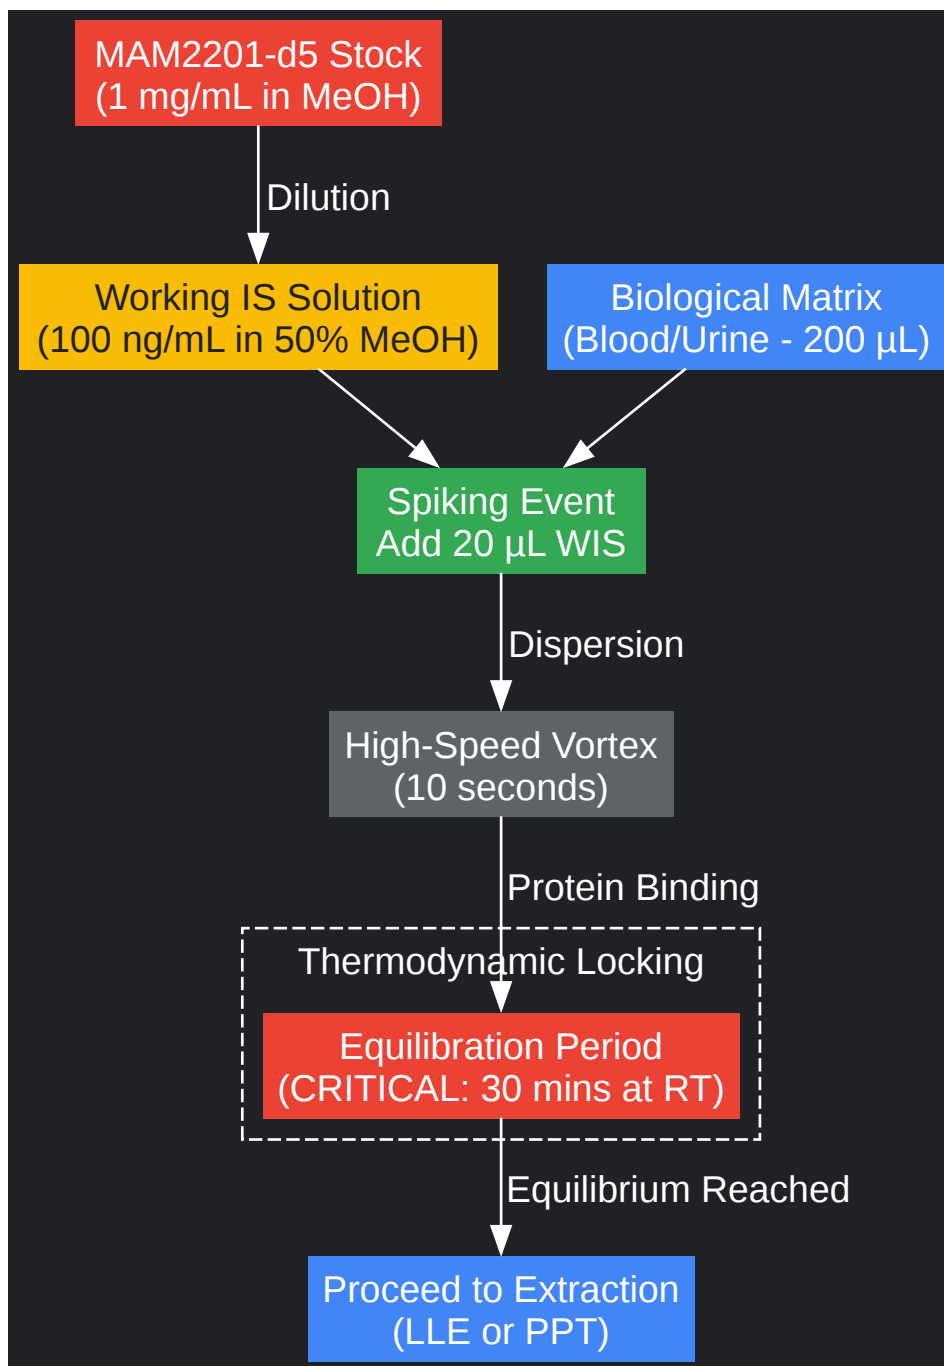 MAM2201-d5 Stock
(1 mg/mL in MeOH)
Dilution
Working IS Solution
(100 ng/mL in 50% MeOH)
Biological Matrix
(Blood/Urine - 200 µL)
Spiking Event
Add 20 µL WIS
Dispersion
High-Speed Vortex
(10 seconds)
Protein Binding
Thermodynamic Locking
Equilibration Period
(CRITICAL: 30 mins at RT)
Equilibrium Reached
Proceed to Extraction
(LLE or PPT)